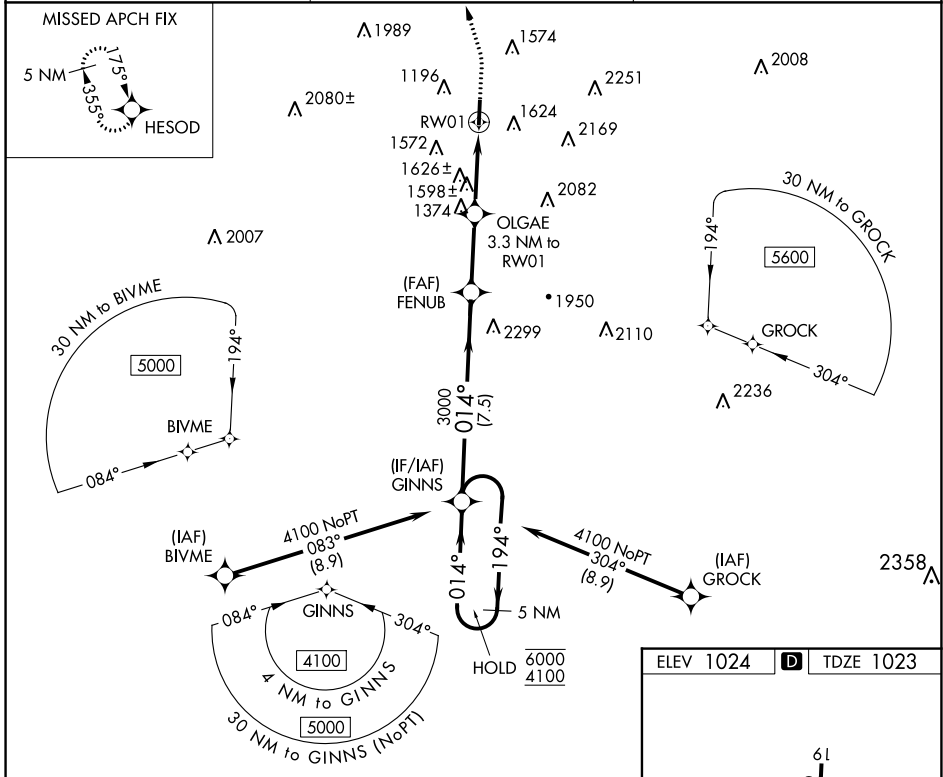 MISSED APCH FIX
5 NM
175°
355°
HESOD
1989
1574
2008
1196
2251
2080±
RW01
1624
2169
1572
1626±
1598±
1374
2082
OLGAE
3.3 NM to
RW01
2007
(FAF)
FENUB
1950
2299
2110
30 NM to GROCK
194°
5600
GROCK
304°
2236
30 NM to BIVME
194°
5000
BIVME
084°
3000
014°
(7.5)
(IF/IAF)
GINNS
4100 NoPT
083°
(8.9)
(IAF)
BIVME
4100 NoPT
304°
(8.9)
(IAF)
GROCK
2358
014°
194°
5 NM
HOLD
6000
4100
084°
GINNS
304°
4100
4 NM to GINNS
5000
30 NM to GINNS (NoPT)
ELEV 1024 D TDZE 1023
19